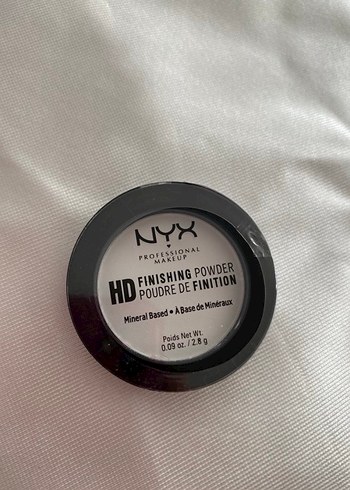 NYX
PROFESSIONAL
MAKEUP
HD FINISHING POWDER
POUDRE DE FINITION
Mineral Based • À Base de Minéraux
Poids Net Wt.
0.09 oz. / 2.8 g